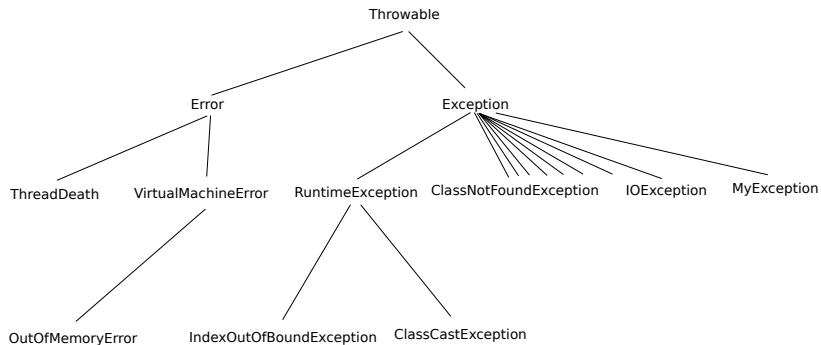 Throwable
Error
Exception
ThreadDeath
VirtualMachineError
RuntimeException
ClassNotFoundException
IOException
MyException
OutOfMemoryError
IndexOutOfBoundException
ClassCastException